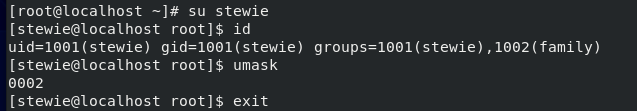 [root@localhost ~]# su stewie
[stewie@localhost root]$ id
uid=1001(stewie) gid=1001(stewie) groups=1001(stewie),1002(family)
[stewie@localhost root]$ umask
0002
[stewie@localhost root]$ exit